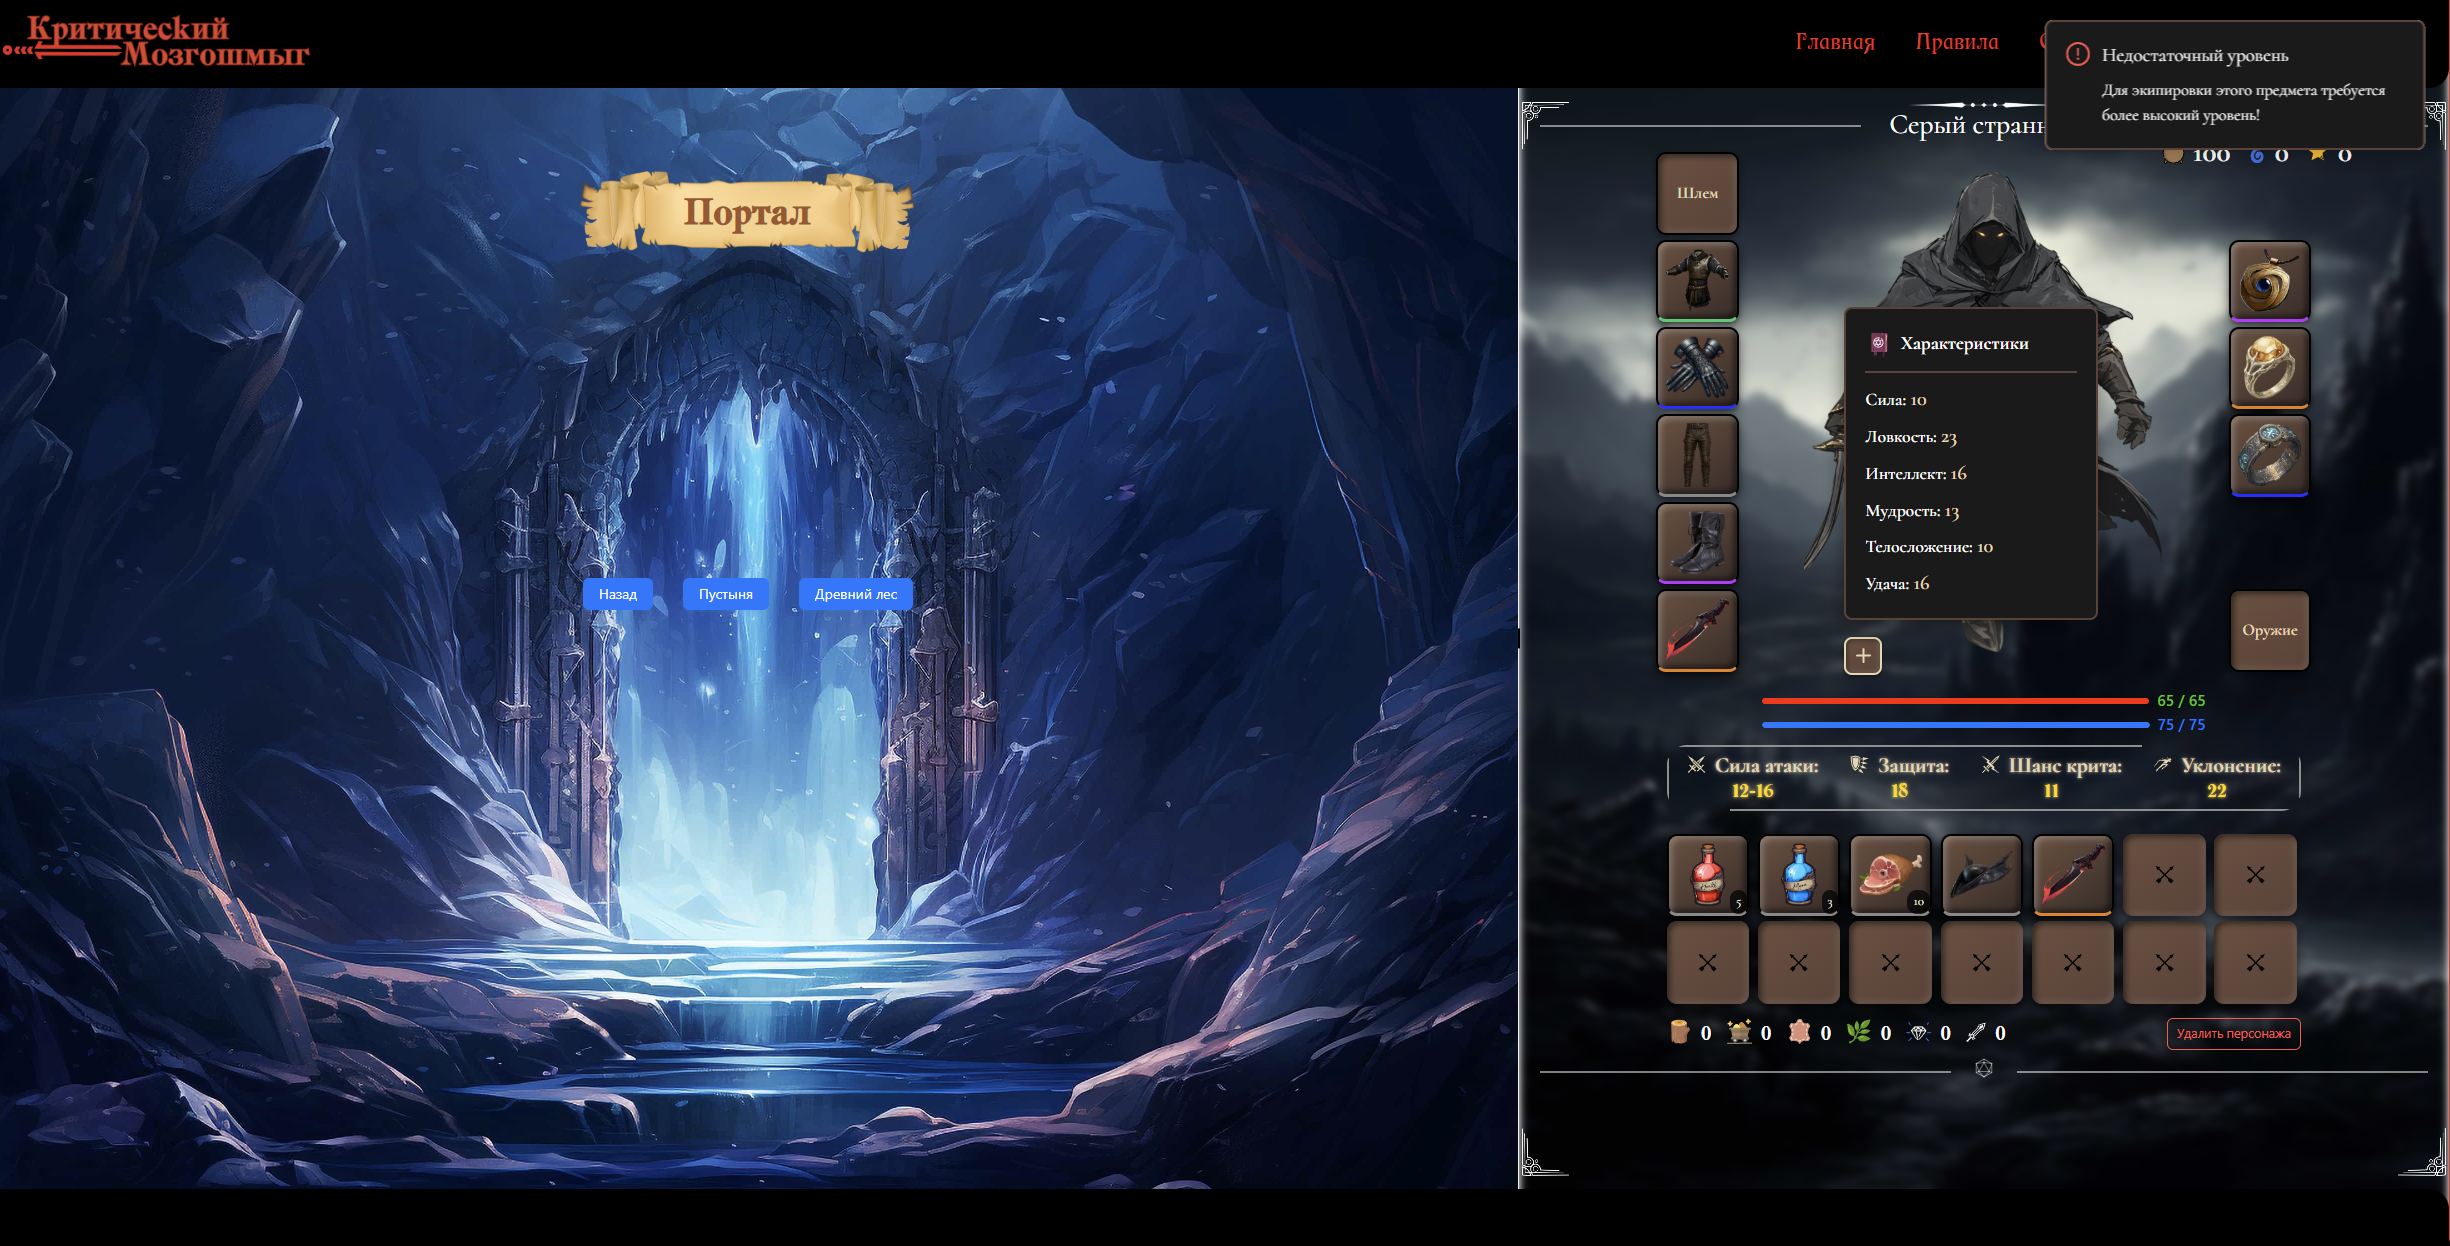 Критический
Мозгошмыг
Главная
Правила
Недостаточный уровень
Для экипировки этого предмета требуется
более высокий уровень!
Серый странн
100
0
0
Портал
Шлем
Характеристики
Сила: 10
Ловкость: 23
Интеллект: 16
Мудрость: 13
Телосложение: 10
Удача: 16
Назад
Пустыня
Древний лес
Оружие
65 / 65
75 / 75
Сила атаки:
12-16
Защита:
18
Шанс крита:
11
Уклонение:
22
5
3
10
0
0
0
0
0
0
Удалить персонажа